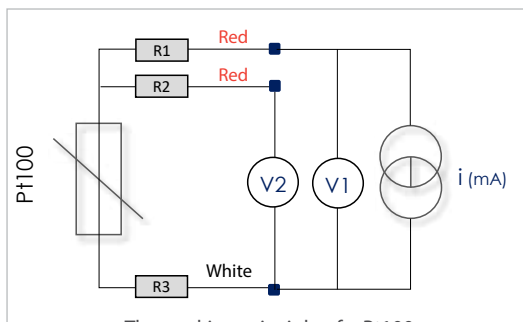 Red
R1
Red
R2
Pt100
V2
V1
i (mA)
White
R3